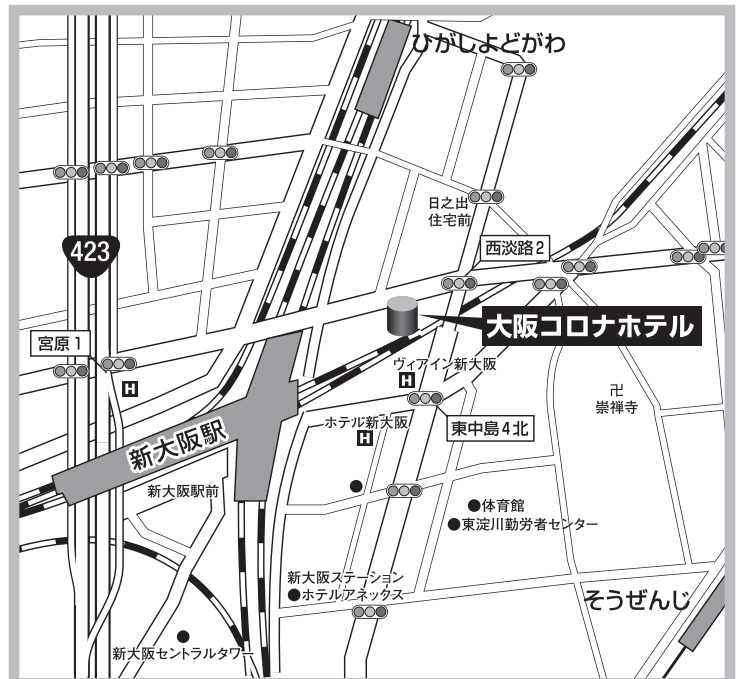 ひがしよどがわ
日之出
住宅前
西淡路2
423
大阪コロナホテル
宮原1
H
ヴィアイン新大阪
H
卍
崇禅寺
ホテル新大阪
H
東中島4北
新大阪駅
新大阪駅前
体育館
東淀川勤労者センター
新大阪ステーション
ホテルアネックス
そうぜんじ
新大阪セントラルタワー